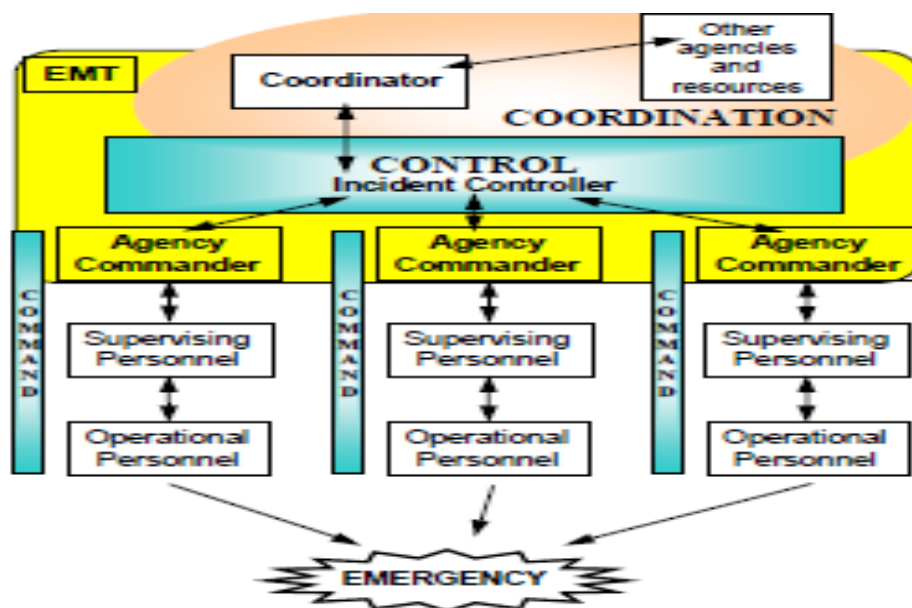 Other
agencies
and
resources
EMT
Coordinator
COORDINATION
CONTROL
Incident Controller
Agency
Commander
Agency
Commander
Agency
Commander
COMMAND
COMMAND
COMMAND
Supervising
Personnel
Supervising
Personnel
Supervising
Personnel
Operational
Personnel
Operational
Personnel
Operational
Personnel
EMERGENCY